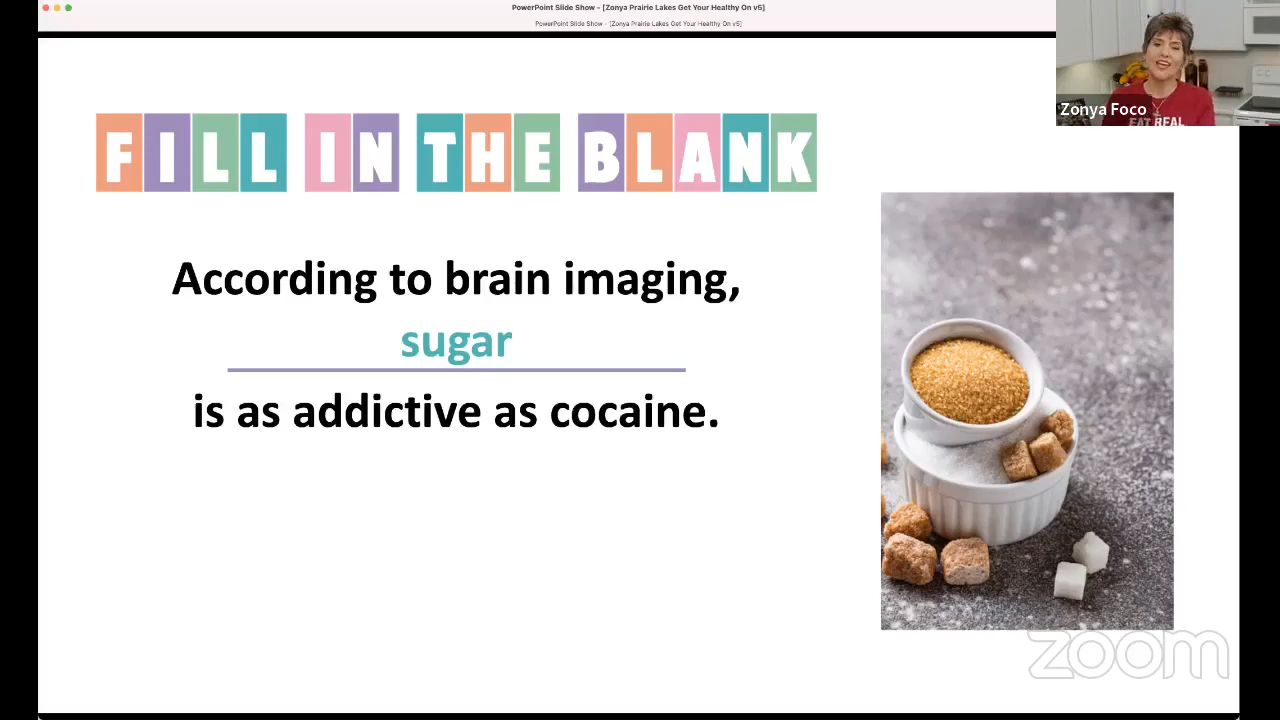 PowerPoint Slide Show - [Zonya Prairie Lakes Get Your Healthy On v5]
PowerPoint Slide Show - [Zonya Prairie Lakes Get Your Healthy On v5]
Zonya Foco
EAT REAL
FILL IN THE BLANK
According to brain imaging,
sugar
is as addictive as cocaine.
zoom